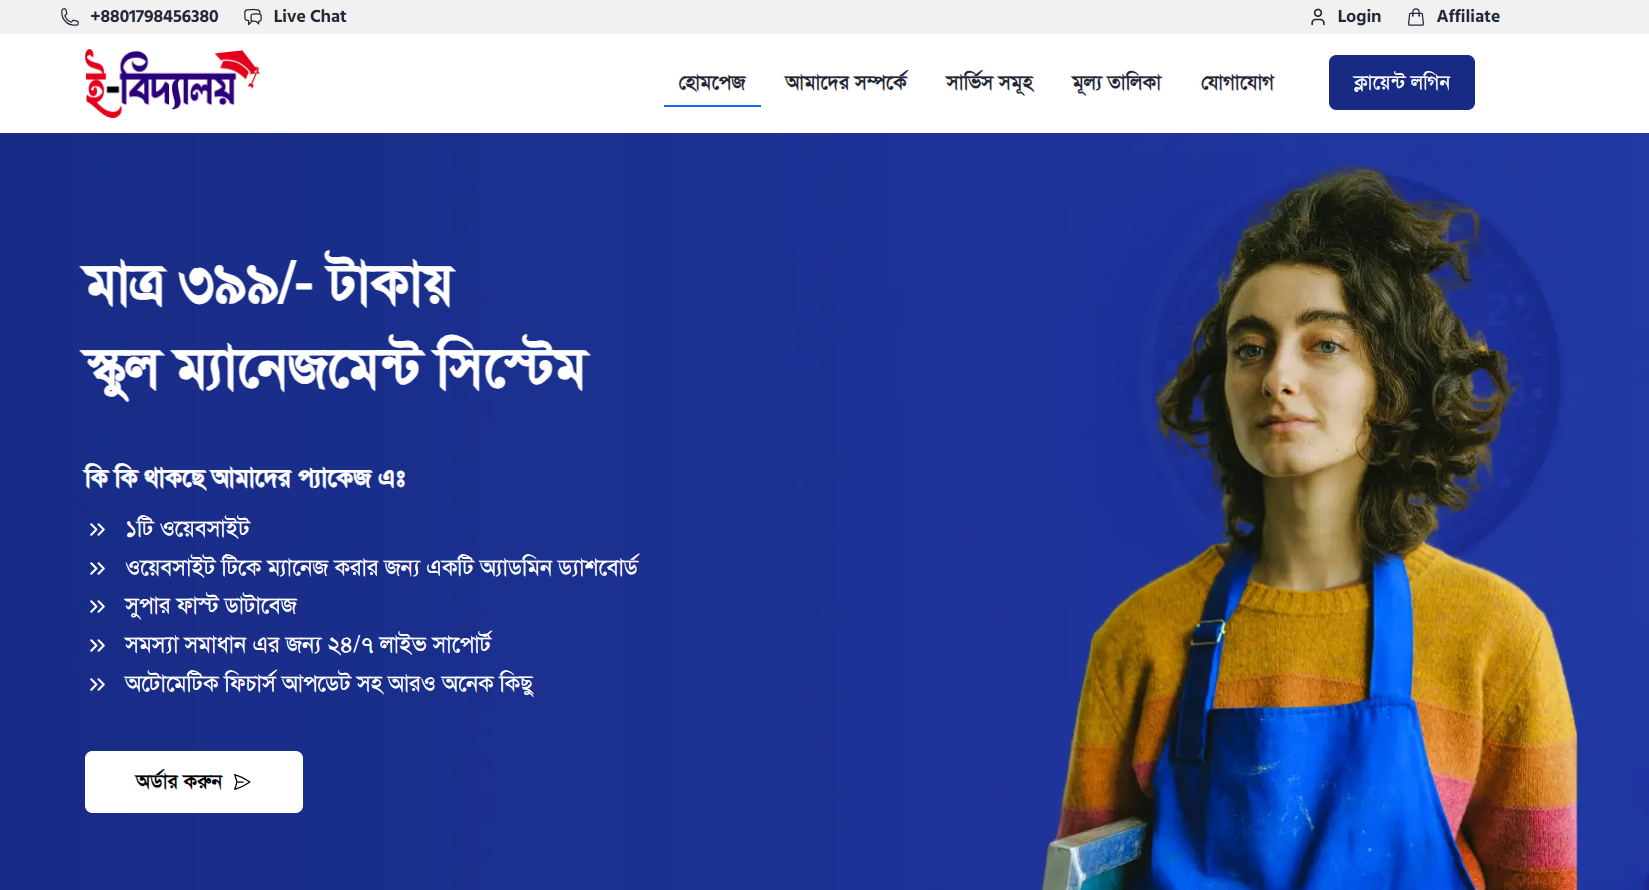 +8801798456380 Live Chat Login Affiliate
ই-বিদ্যালয়
হোমপেজ আমাদের সম্পর্কে সার্ভিস সমূহ মূল্য তালিকা যোগাযোগ ক্লায়েন্ট লগিন
মাত্র ৩৯৯/- টাকায়
স্কুল ম্যানেজমেন্ট সিস্টেম
কি কি থাকছে আমাদের প্যাকেজ এঃ
১টি ওয়েবসাইট
ওয়েবসাইট টিকে ম্যানেজ করার জন্য একটি অ্যাডমিন ড্যাশবোর্ড
সুপার ফাস্ট ডাটাবেজ
সমস্যা সমাধান এর জন্য ২৪/৭ লাইভ সাপোর্ট
অটোমেটিক ফিচার্স আপডেট সহ আরও অনেক কিছু
অর্ডার করুন